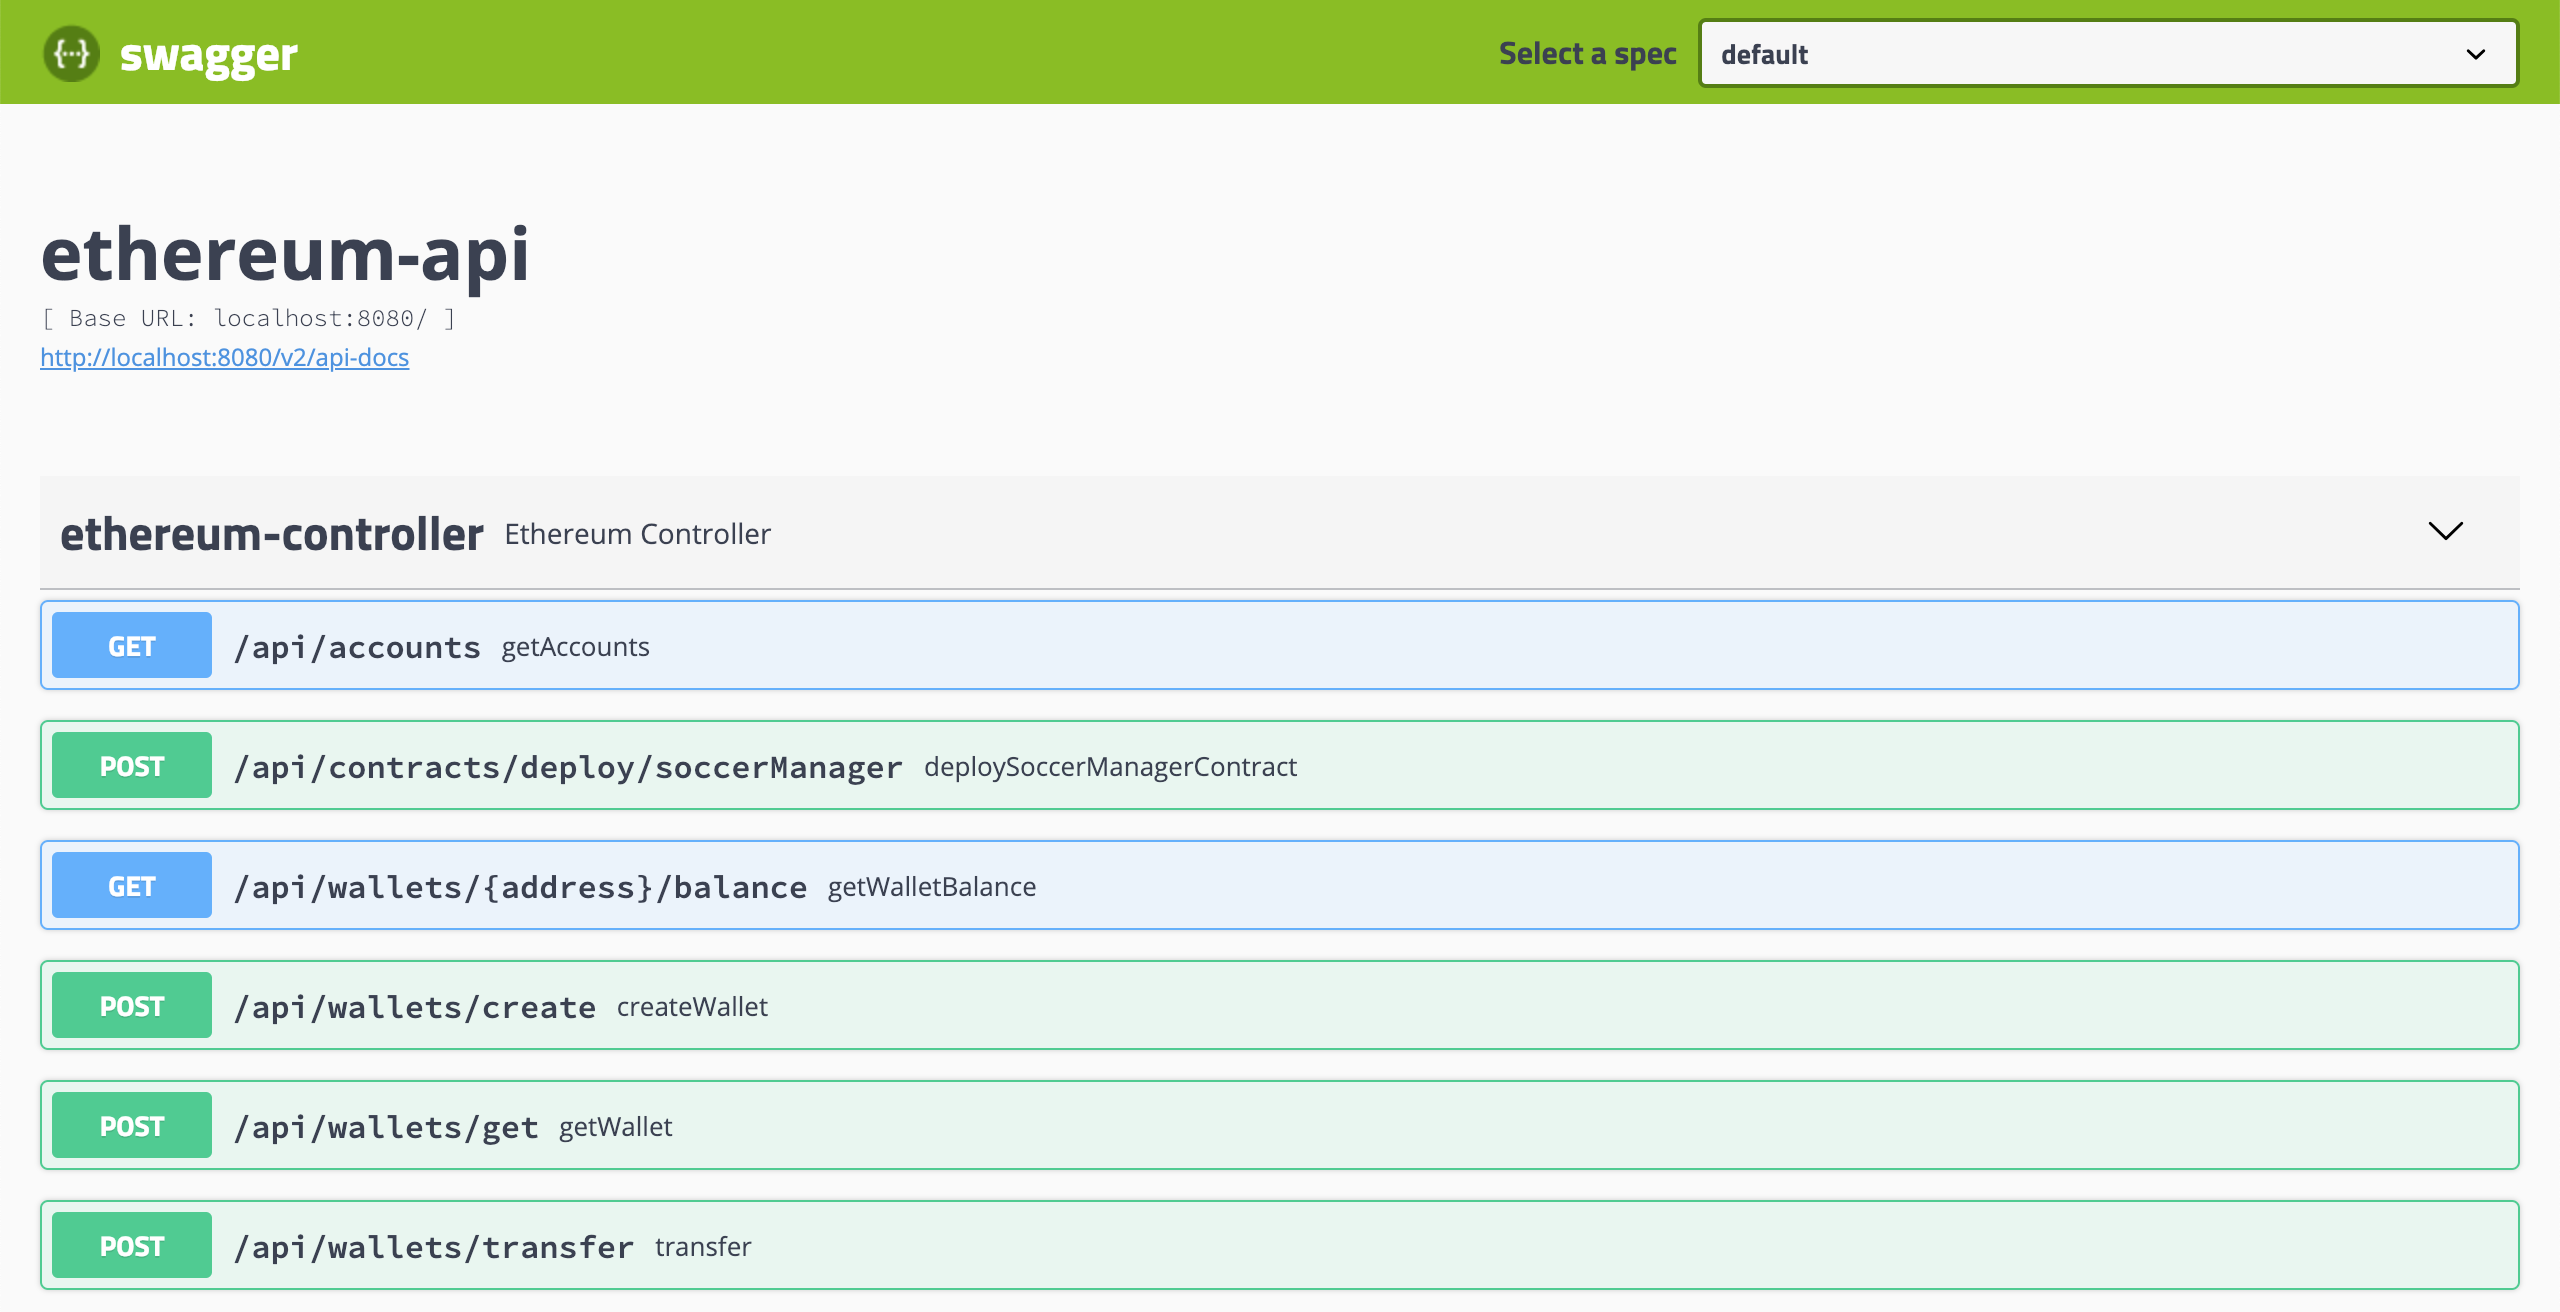 {···} swagger Select a spec default
ethereum-api
[ Base URL: localhost:8080/ ]
http://localhost:8080/v2/api-docs
ethereum-controller Ethereum Controller
GET /api/accounts getAccounts
POST /api/contracts/deploy/soccerManager deploySoccerManagerContract
GET /api/wallets/{address}/balance getWalletBalance
POST /api/wallets/create createWallet
POST /api/wallets/get getWallet
POST /api/wallets/transfer transfer